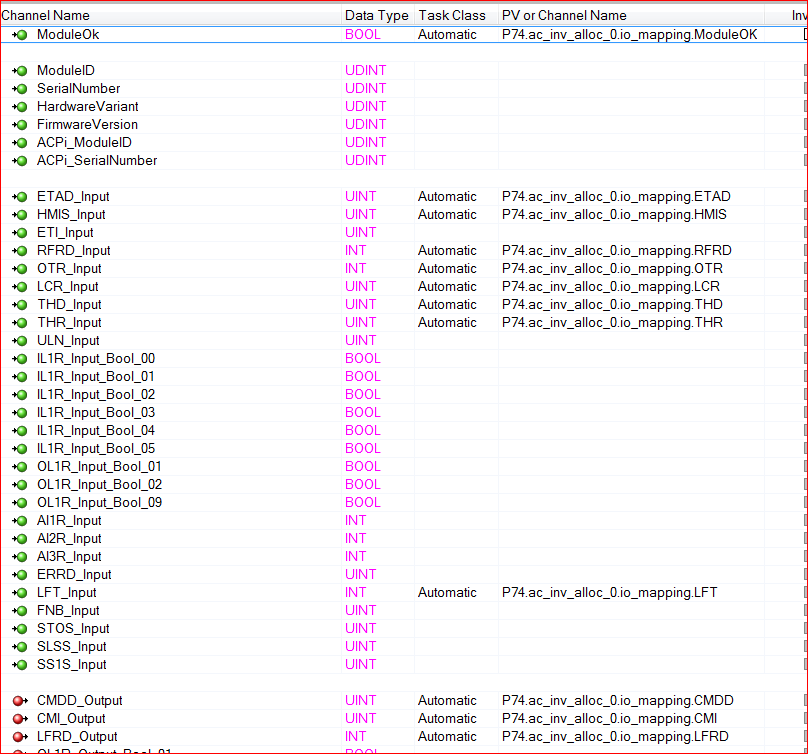 Channel Name Data Type Task Class PV or Channel Name Inv
ModuleOk BOOL Automatic P74.ac_inv_alloc_0.io_mapping.ModuleOK
ModuleID UDINT
SerialNumber UDINT
HardwareVariant UDINT
FirmwareVersion UDINT
ACPi_ModuleID UDINT
ACPi_SerialNumber UDINT
ETAD_Input UINT Automatic P74.ac_inv_alloc_0.io_mapping.ETAD
HMIS_Input UINT Automatic P74.ac_inv_alloc_0.io_mapping.HMIS
ETI_Input UINT
RFRD_Input INT Automatic P74.ac_inv_alloc_0.io_mapping.RFRD
OTR_Input INT Automatic P74.ac_inv_alloc_0.io_mapping.OTR
LCR_Input UINT Automatic P74.ac_inv_alloc_0.io_mapping.LCR
THD_Input UINT Automatic P74.ac_inv_alloc_0.io_mapping.THD
THR_Input UINT Automatic P74.ac_inv_alloc_0.io_mapping.THR
ULN_Input UINT
IL1R_Input_Bool_00 BOOL
IL1R_Input_Bool_01 BOOL
IL1R_Input_Bool_02 BOOL
IL1R_Input_Bool_03 BOOL
IL1R_Input_Bool_04 BOOL
IL1R_Input_Bool_05 BOOL
OL1R_Input_Bool_01 BOOL
OL1R_Input_Bool_02 BOOL
OL1R_Input_Bool_09 BOOL
AI1R_Input INT
AI2R_Input INT
AI3R_Input INT
ERRD_Input UINT
LFT_Input INT Automatic P74.ac_inv_alloc_0.io_mapping.LFT
FNB_Input UINT
STOS_Input UINT
SLSS_Input UINT
SS1S_Input UINT
CMDD_Output UINT Automatic P74.ac_inv_alloc_0.io_mapping.CMDD
CMI_Output UINT Automatic P74.ac_inv_alloc_0.io_mapping.CMI
LFRD_Output INT Automatic P74.ac_inv_alloc_0.io_mapping.LFRD
OL1R_Output_Bool_01 BOOL